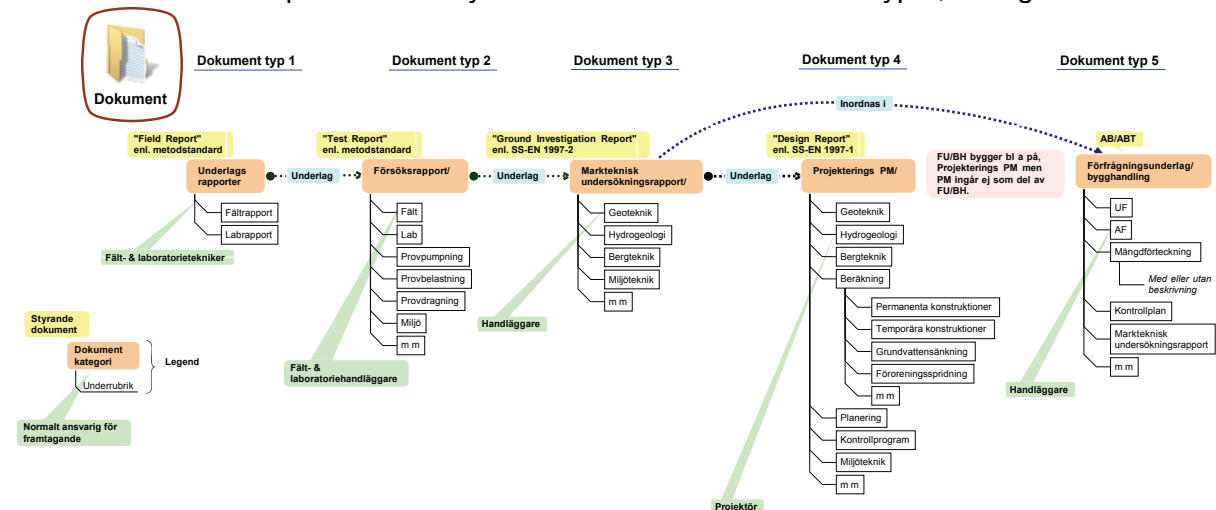 Dokument
Dokument typ 1
Dokument typ 2
Dokument typ 3
Dokument typ 4
Dokument typ 5
Inordnas i
"Field Report"
enl. metodstandard
"Test Report"
enl. metodstandard
"Ground Investigation Report"
enl. SS-EN 1997-2
"Design Report"
enl. SS-EN 1997-1
AB/ABT
Underlags
rapporter
Underlag
Försöksrapport/
Underlag
Markteknisk
undersökningsrapport/
Underlag
Projekterings PM/
FU/BH bygger bl a på,
Projekterings PM men
PM ingår ej som del av
FU/BH.
Förfrågningsunderlag/
bygghandling
Fältrapport
Labrapport
Fält- & laboratorietekniker
Fält
Lab
Provpumpning
Provbelastning
Provdragning
Miljö
m m
Fält- &
laboratoriehandläggare
Geoteknik
Hydrogeologi
Bergteknik
Miljöteknik
m m
Handläggare
Geoteknik
Hydrogeologi
Bergteknik
Beräkning
Permanenta konstruktioner
Temporära konstruktioner
Grundvattensänkning
Föroreningsspridning
m m
Planering
Kontrollprogram
Miljöteknik
m m
Projektör
UF
AF
Mängdförteckning
Med eller utan
beskrivning
Kontrollplan
Markteknisk
undersökningsrapport
m m
Handläggare
Styrande
dokument
Dokument
kategori
Underrubrik
Legend
Normalt ansvarig för
framtagande